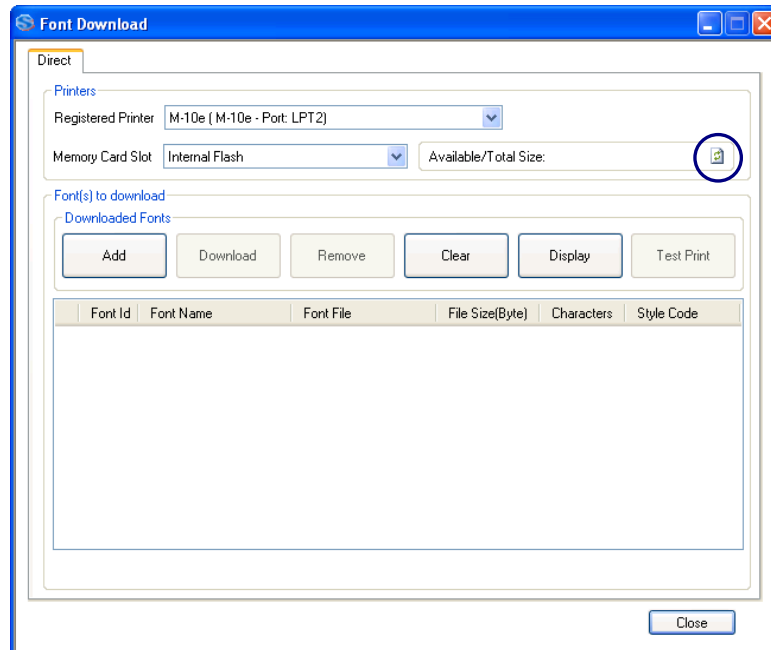 Font Download
Direct
Printers
Registered Printer M-10e ( M-10e - Port: LPT2)
Memory Card Slot Internal Flash Available/Total Size:
Font(s) to download
Downloaded Fonts
Add Download Remove Clear Display Test Print
Font Id Font Name Font File File Size(Byte) Characters Style Code
Close